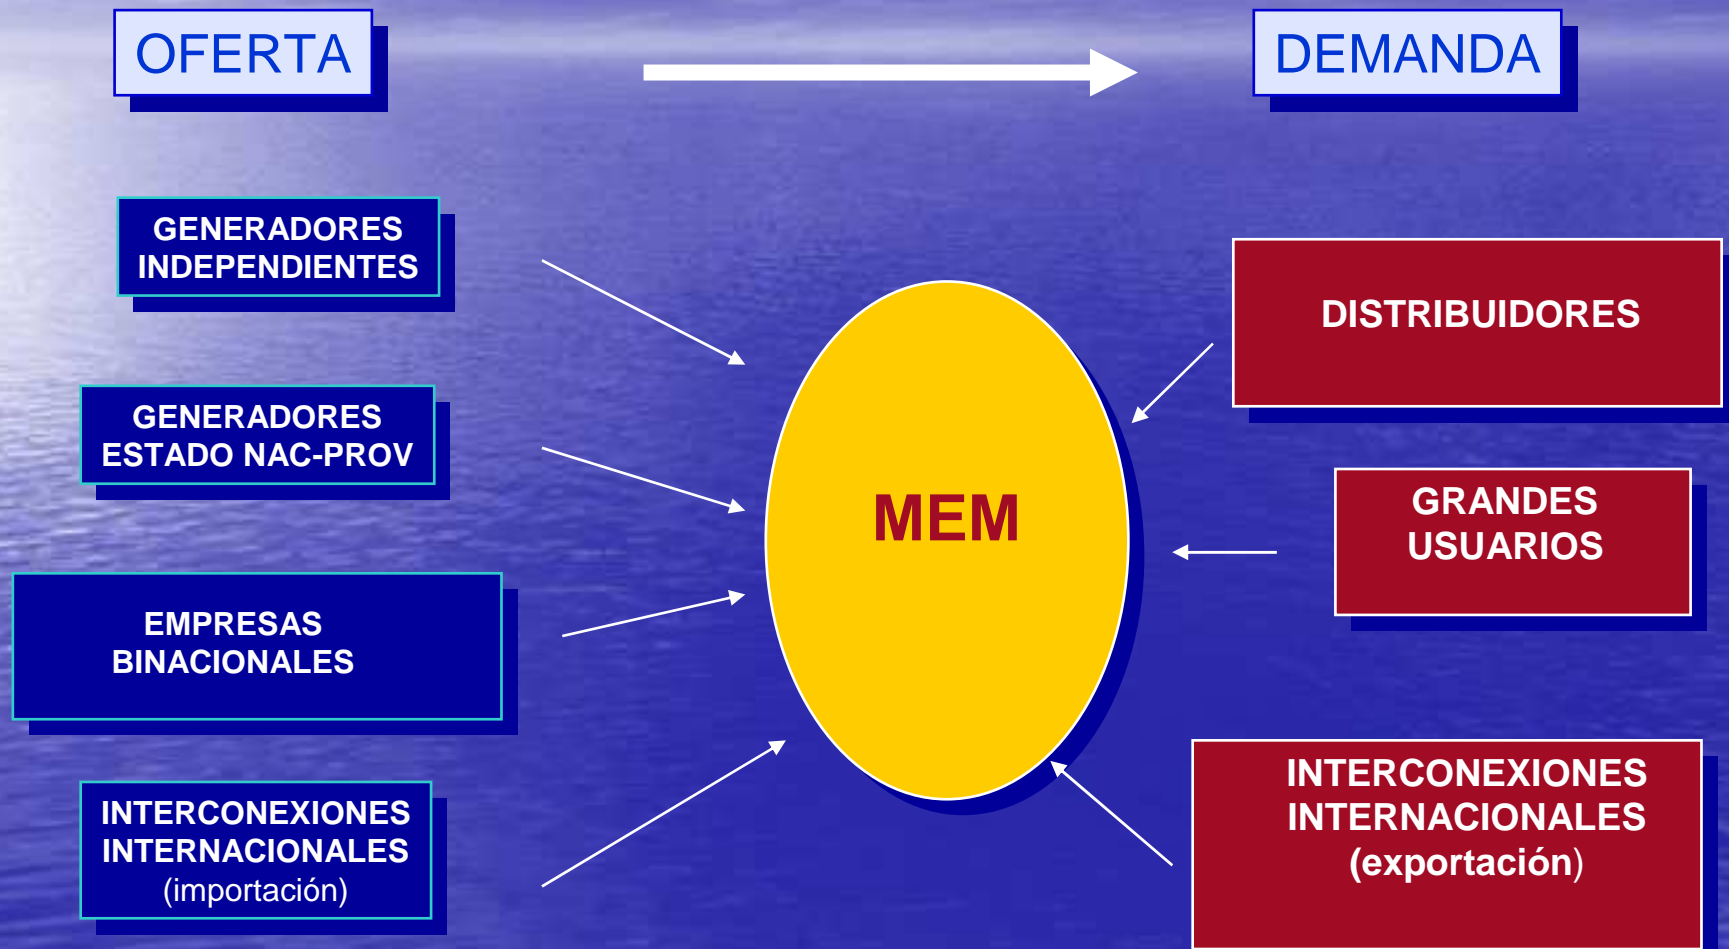 OFERTA
DEMANDA
GENERADORES
INDEPENDIENTES
GENERADORES
ESTADO NAC-PROV
EMPRESAS
BINACIONALES
INTERCONEXIONES
INTERNACIONALES
(importación)
MEM
DISTRIBUIDORES
GRANDES
USUARIOS
INTERCONEXIONES
INTERNACIONALES
(exportación)